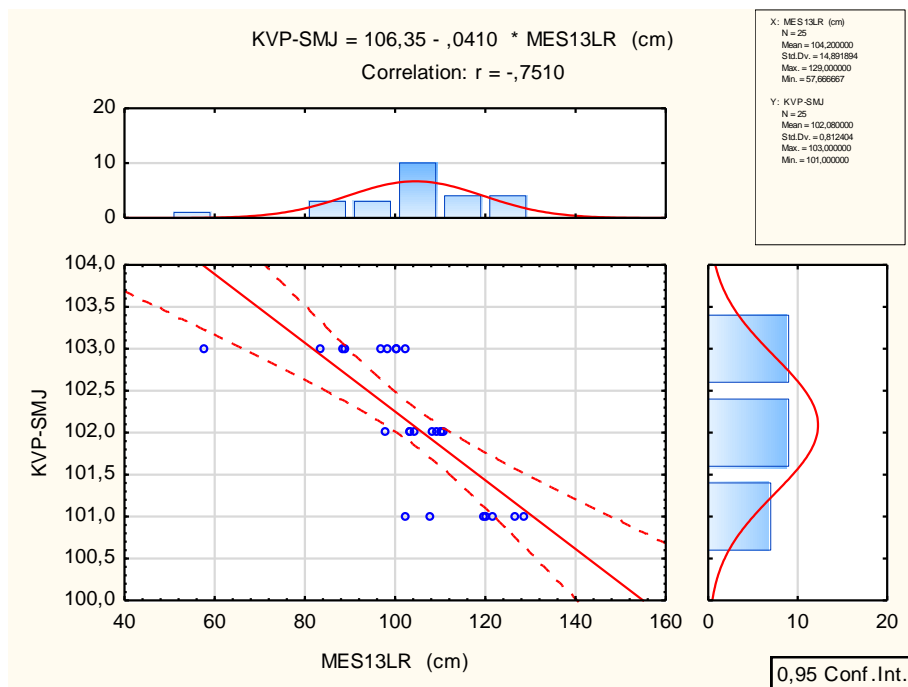 KVP-SMJ = 106,35 - ,0410 * MES13LR (cm)
Correlation: r = -,7510
X: MES13LR (cm)
N = 25
Mean = 104,200000
Std.Dv. = 14,891894
Max. = 129,000000
Min. = 57,666667
Y: KVP-SMJ
N = 25
Mean = 102,080000
Std.Dv. = 0,812404
Max. = 103,000000
Min. = 101,000000
20
10
0
104,0
103,5
103,0
102,5
102,0
101,5
101,0
100,5
100,0
KVP-SMJ
40 60 80 100 120 140 160
MES13LR (cm)
0 10 20
0,95 Conf.Int.